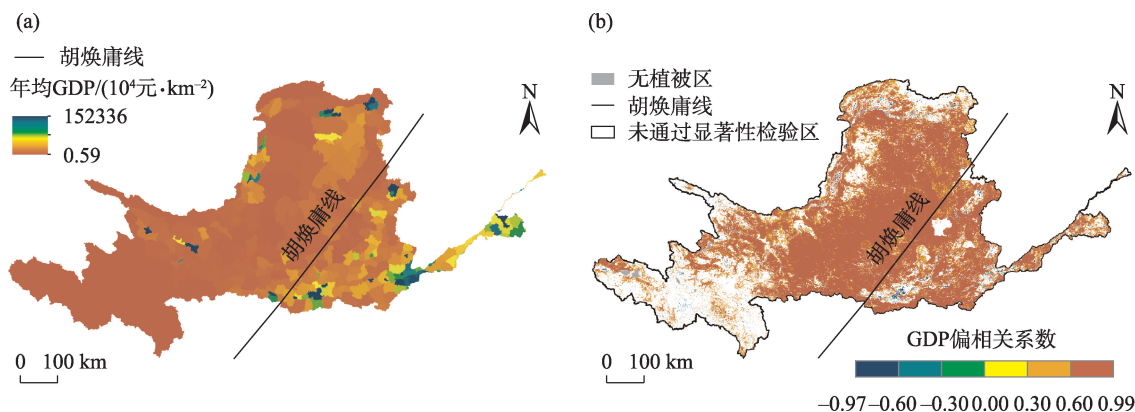 (a)
胡焕庸线
年均GDP/(10⁴元·km⁻²)
152336
0.59
N
胡焕庸线
0 100 km
(b)
无植被区
胡焕庸线
未通过显著性检验区
N
胡焕庸线
0 100 km
GDP偏相关系数
−0.97 −0.60 −0.30 0.00 0.30 0.60 0.99